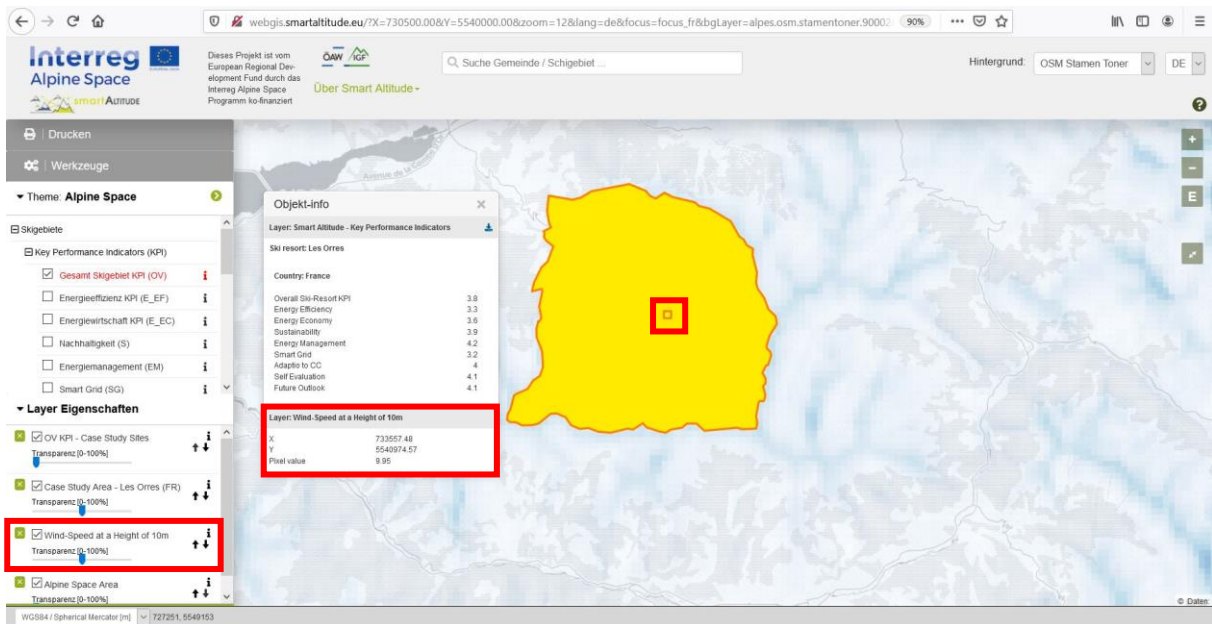 webgis.smartaltitude.eu/?X=730500.00&Y=5540000.00&zoom=12&lang=de&focus=focus_fr&bgLayer=alpes.osm.stamentoner.90002
90%
Interreg
Alpine Space
smartALTITUDE
Dieses Projekt ist vom
European Regional Dev-
elopment Fund durch das
Interreg Alpine Space
Programm ko-finanziert
ÖAW IGF
Über Smart Altitude
Suche Gemeinde / Schigebiet ...
Hintergrund: OSM Stamen Toner
DE
Drucken
Werkzeuge
Theme: Alpine Space
Skigebiete
Key Performance Indicators (KPI)
Gesamt Skigebiet KPI (OV)
Energieeffizienz KPI (E_EF)
Energiewirtschaft KPI (E_EC)
Nachhaltigkeit (S)
Energiemanagement (EM)
Smart Grid (SG)
Layer Eigenschaften
OV KPI - Case Study Sites
Transparenz [0-100%]
Case Study Area - Les Orres (FR)
Transparenz [0-100%]
Wind-Speed at a Height of 10m
Transparenz [0-100%]
Alpine Space Area
Transparenz [0-100%]
Objekt-info
Layer: Smart Altitude - Key Performance Indicators
Ski resort: Les Orres
Country: France
Overall Ski-Resort KPI 3.8
Energy Efficiency 3.3
Energy Economy 3.6
Sustainability 3.9
Energy Management 4.2
Smart Grid 3.2
Adaptio to CC 4
Self Evaluation 4.1
Future Outlook 4.1
Layer: Wind-Speed at a Height of 10m
X 733557.48
Y 5540974.57
Pixel value 9.95
+
-
E
© Daten:
WGS84 / Spherical Mercator [m] 727251, 5549153